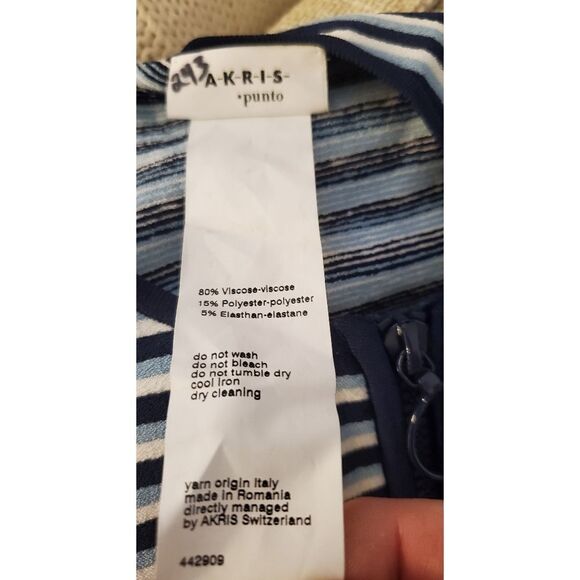 293
A-K-R-I-S-
•punto
80% Viscose-viscose
15% Polyester-polyester
5% Elasthan-elastane
do not wash
do not bleach
do not tumble dry
cool iron
dry cleaning
yarn origin Italy
made in Romania
directly managed
by AKRIS Switzerland
442909